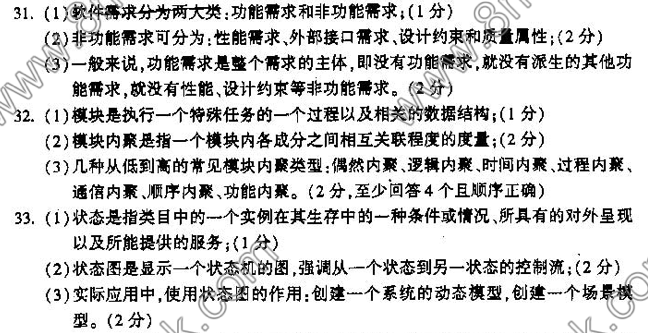 31. (1)软件需求分为两大类:功能需求和非功能需求;(1分)
(2)非功能需求可分为:性能需求、外部接口需求、设计约束和质量属性;(2分)
(3)一般来说,功能需求是整个需求的主体,即没有功能需求,就没有派生的其他功
能需求,就没有性能、设计约束等非功能需求。(2分)
32. (1)模块是执行一个特殊任务的一个过程以及相关的数据结构;(1分)
(2)模块内聚是指一个模块内各成分之间相互关联程度的度量;(2分)
(3)几种从低到高的常见模块内聚类型:偶然内聚、逻辑内聚、时间内聚、过程内聚、
通信内聚、顺序内聚、功能内聚。(2分,至少回答4个且顺序正确)
33. (1)状态是指类目中的一个实例在其生存中的一种条件或情况、所具有的对外呈现
以及所能提供的服务;(1分)
(2)状态图是显示一个状态机的图,强调从一个状态到另一状态的控制流;(2分)
(3)实际应用中,使用状态图的作用:创建一个系统的动态模型,创建一个场景模
型。(2分)